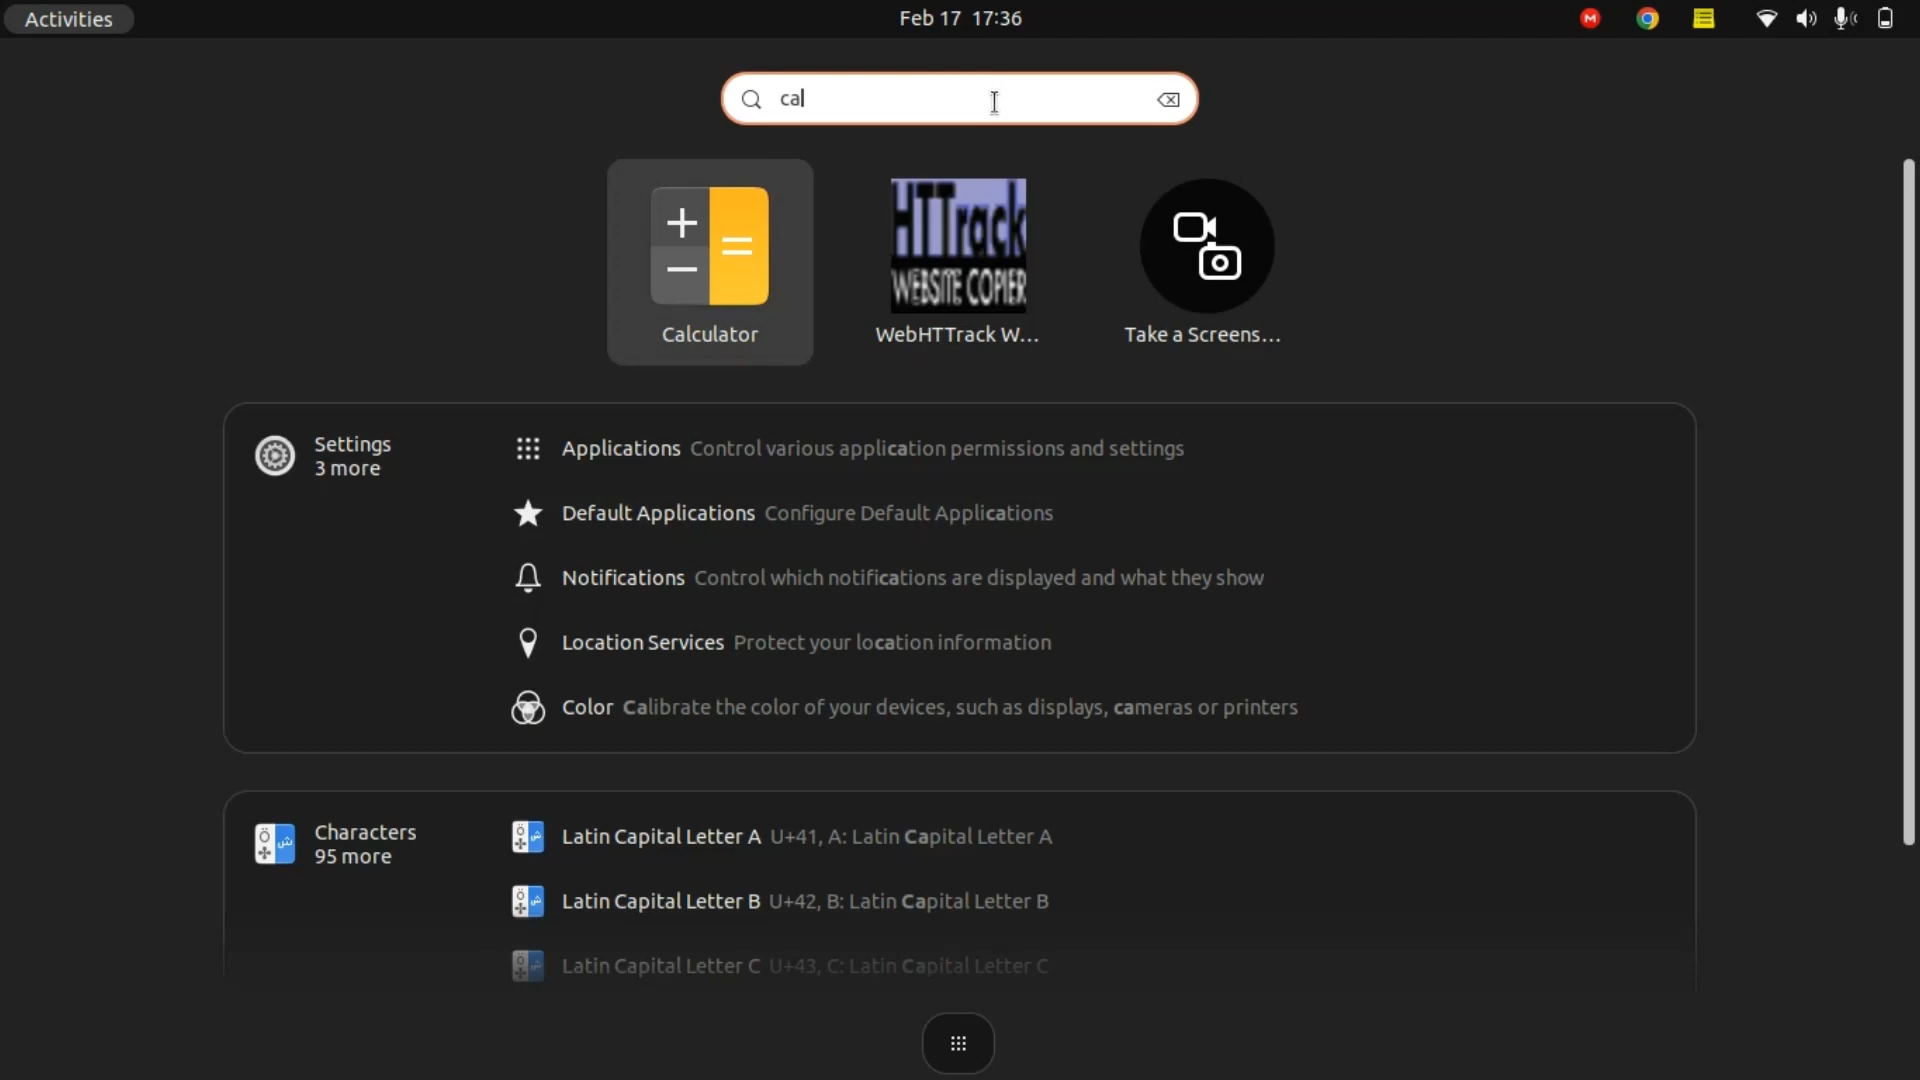 Activities
Feb 17 17:36
cal
HTTrack
WEBSITE COPIER
Calculator
WebHTTrack W...
Take a Screens...
Settings
3 more
Applications Control various application permissions and settings
Default Applications Configure Default Applications
Notifications Control which notifications are displayed and what they show
Location Services Protect your location information
Color Calibrate the color of your devices, such as displays, cameras or printers
Characters
95 more
Latin Capital Letter A U+41, A: Latin Capital Letter A
Latin Capital Letter B U+42, B: Latin Capital Letter B
Latin Capital Letter C U+43, C: Latin Capital Letter C